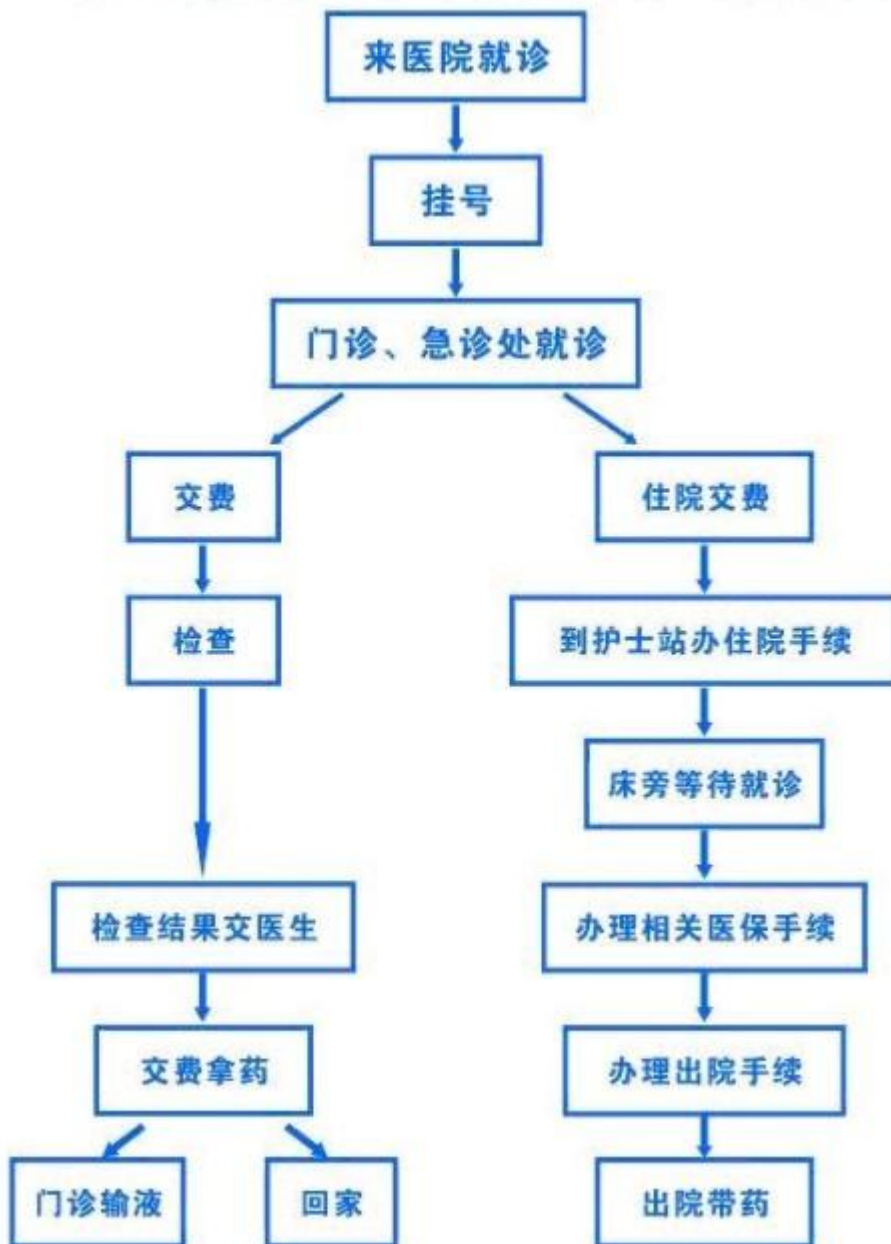 来医院就诊
挂号
门诊、急诊处就诊
交费
住院交费
检查
到护士站办住院手续
床旁等待就诊
检查结果交医生
办理相关医保手续
交费拿药
办理出院手续
门诊输液
回家
出院带药